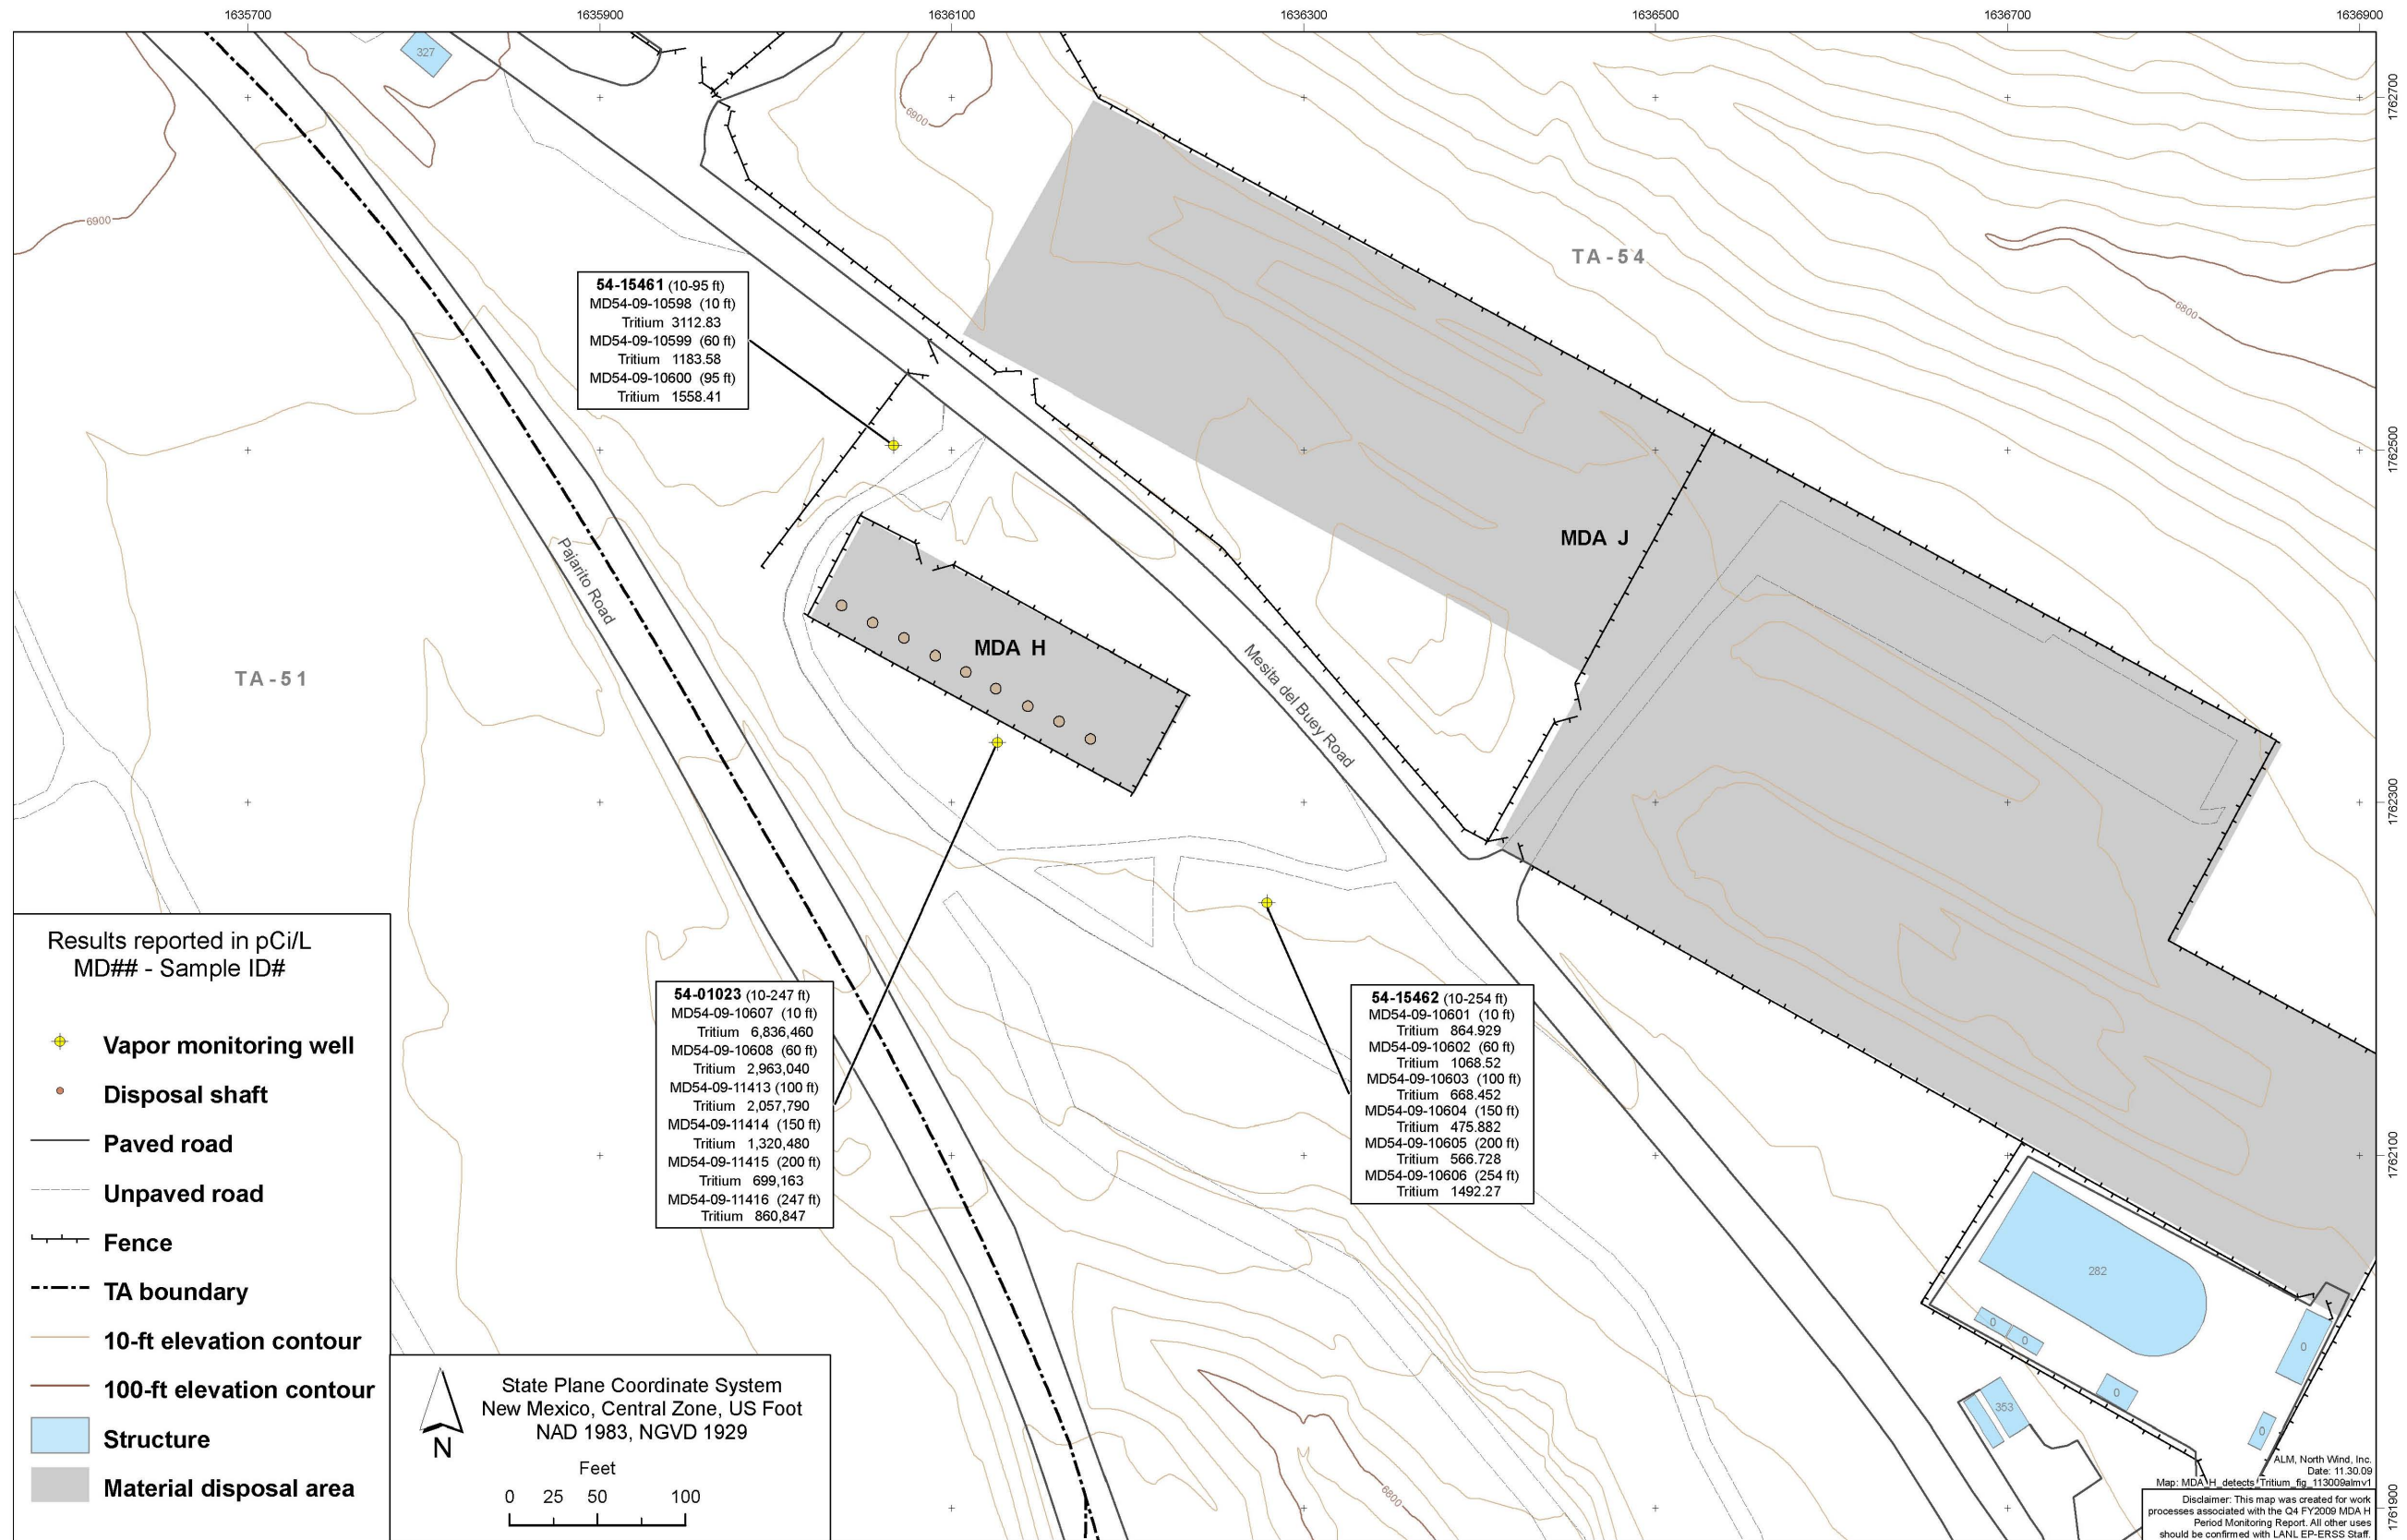 1635700 1635900 1636100 1636300 1636500 1636700 1636900
327
6900
1762700
6900
TA-54
6800
54-15461 (10-95 ft)
MD54-09-10598 (10 ft)
Tritium 3112.83
MD54-09-10599 (60 ft)
Tritium 1183.58
MD54-09-10600 (95 ft)
Tritium 1558.41
1762500
MDA J
Pajarito Road
MDA H
TA-51
Mesita del Buey Road
1762300
54-01023 (10-247 ft)
MD54-09-10607 (10 ft)
Tritium 6,836,460
MD54-09-10608 (60 ft)
Tritium 2,963,040
MD54-09-11413 (100 ft)
Tritium 2,057,790
MD54-09-11414 (150 ft)
Tritium 1,320,480
MD54-09-11415 (200 ft)
Tritium 699,163
MD54-09-11416 (247 ft)
Tritium 860,847
54-15462 (10-254 ft)
MD54-09-10601 (10 ft)
Tritium 864.929
MD54-09-10602 (60 ft)
Tritium 1068.52
MD54-09-10603 (100 ft)
Tritium 668.452
MD54-09-10604 (150 ft)
Tritium 475.882
MD54-09-10605 (200 ft)
Tritium 566.728
MD54-09-10606 (254 ft)
Tritium 1492.27
1762100
282
0
0
0
0
353
0
6800
1761900
Results reported in pCi/L
MD## - Sample ID#
Vapor monitoring well
Disposal shaft
Paved road
Unpaved road
Fence
TA boundary
10-ft elevation contour
100-ft elevation contour
Structure
Material disposal area
N
State Plane Coordinate System
New Mexico, Central Zone, US Foot
NAD 1983, NGVD 1929
Feet
0 25 50 100
ALM, North Wind, Inc.
Date: 11.30.09
Map: MDA_H_detects_Tritium_fig_113009almv1
Disclaimer: This map was created for work
processes associated with the Q4 FY2009 MDA H
Period Monitoring Report. All other uses
should be confirmed with LANL EP-ERSS Staff.